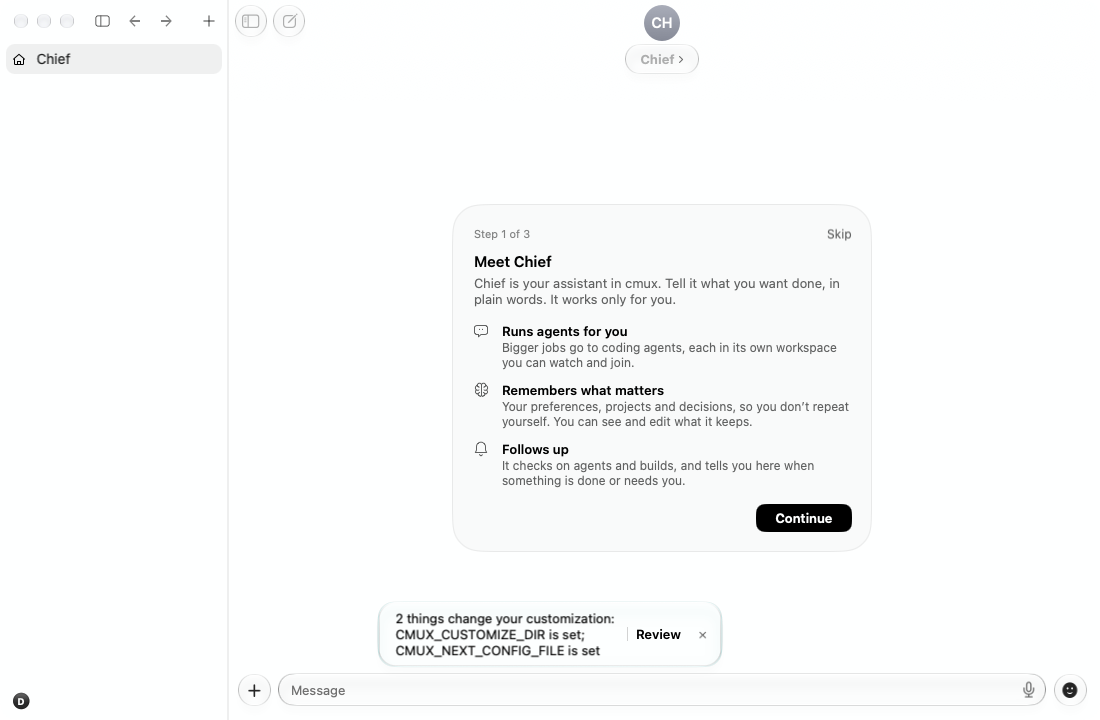 Chief
CH
Chief
Step 1 of 3
Skip
Meet Chief
Chief is your assistant in cmux. Tell it what you want done, in
plain words. It works only for you.
Runs agents for you
Bigger jobs go to coding agents, each in its own workspace
you can watch and join.
Remembers what matters
Your preferences, projects and decisions, so you don’t repeat
yourself. You can see and edit what it keeps.
Follows up
It checks on agents and builds, and tells you here when
something is done or needs you.
Continue
2 things change your customization:
CMUX_CUSTOMIZE_DIR is set;
CMUX_NEXT_CONFIG_FILE is set
Review
Message
D